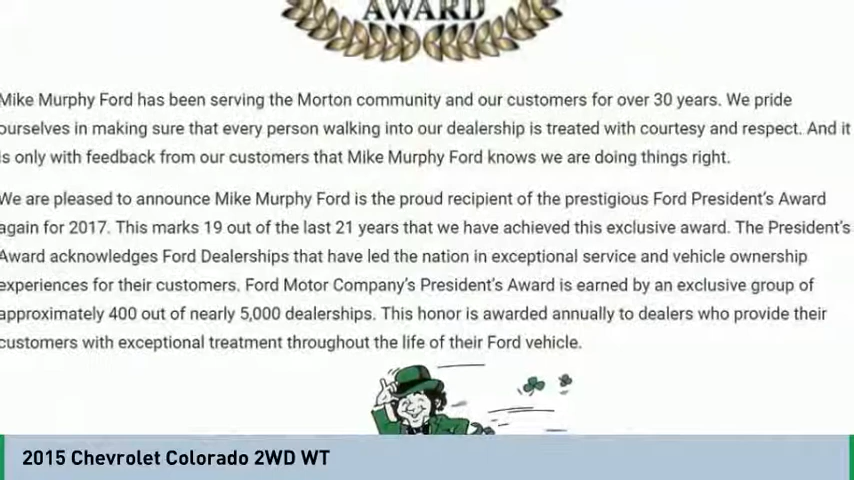 AWARD
Mike Murphy Ford has been serving the Morton community and our customers for over 30 years. We pride
ourselves in making sure that every person walking into our dealership is treated with courtesy and respect. And it
is only with feedback from our customers that Mike Murphy Ford knows we are doing things right.
We are pleased to announce Mike Murphy Ford is the proud recipient of the prestigious Ford President's Award
again for 2017. This marks 19 out of the last 21 years that we have achieved this exclusive award. The President's
Award acknowledges Ford Dealerships that have led the nation in exceptional service and vehicle ownership
experiences for their customers. Ford Motor Company's President's Award is earned by an exclusive group of
approximately 400 out of nearly 5,000 dealerships. This honor is awarded annually to dealers who provide their
customers with exceptional treatment throughout the life of their Ford vehicle.
2015 Chevrolet Colorado 2WD WT